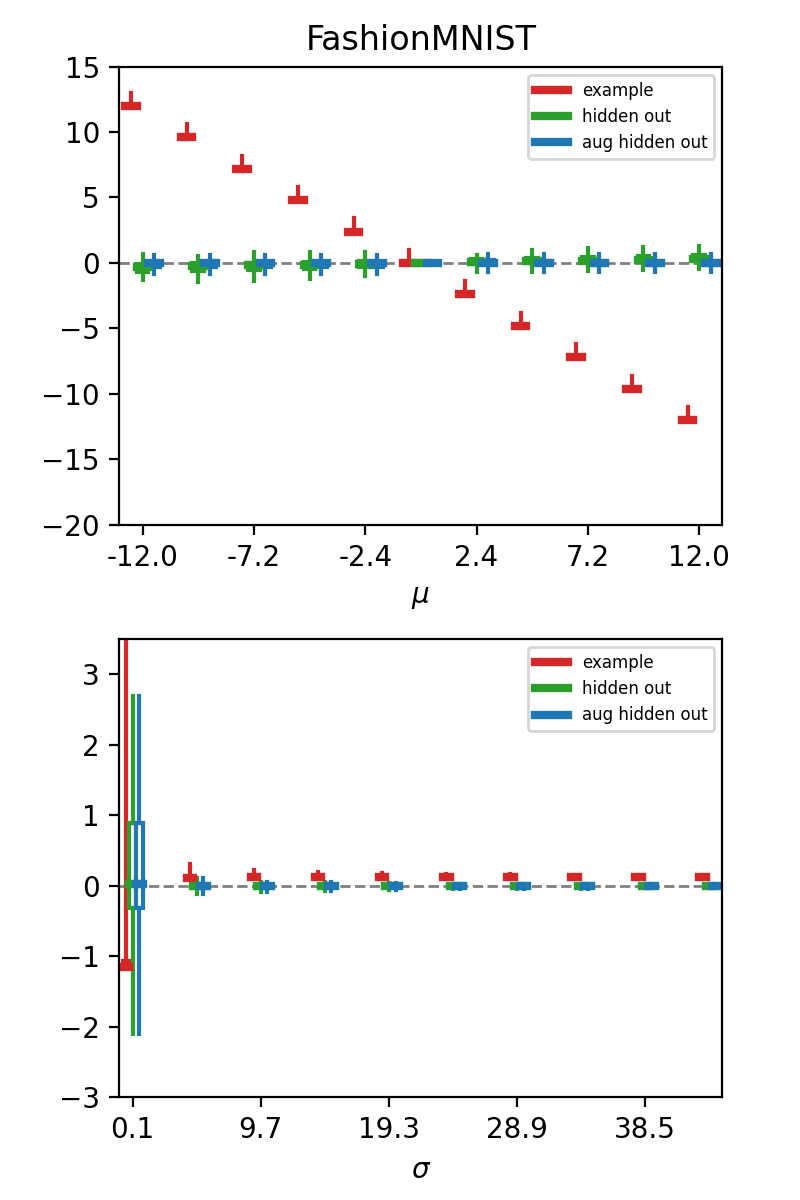 FashionMNIST
15
10
5
0
−5
−10
−15
−20
example
hidden out
aug hidden out
-12.0 -7.2 -2.4 2.4 7.2 12.0
μ
3
2
1
0
−1
−2
−3
example
hidden out
aug hidden out
0.1 9.7 19.3 28.9 38.5
σ